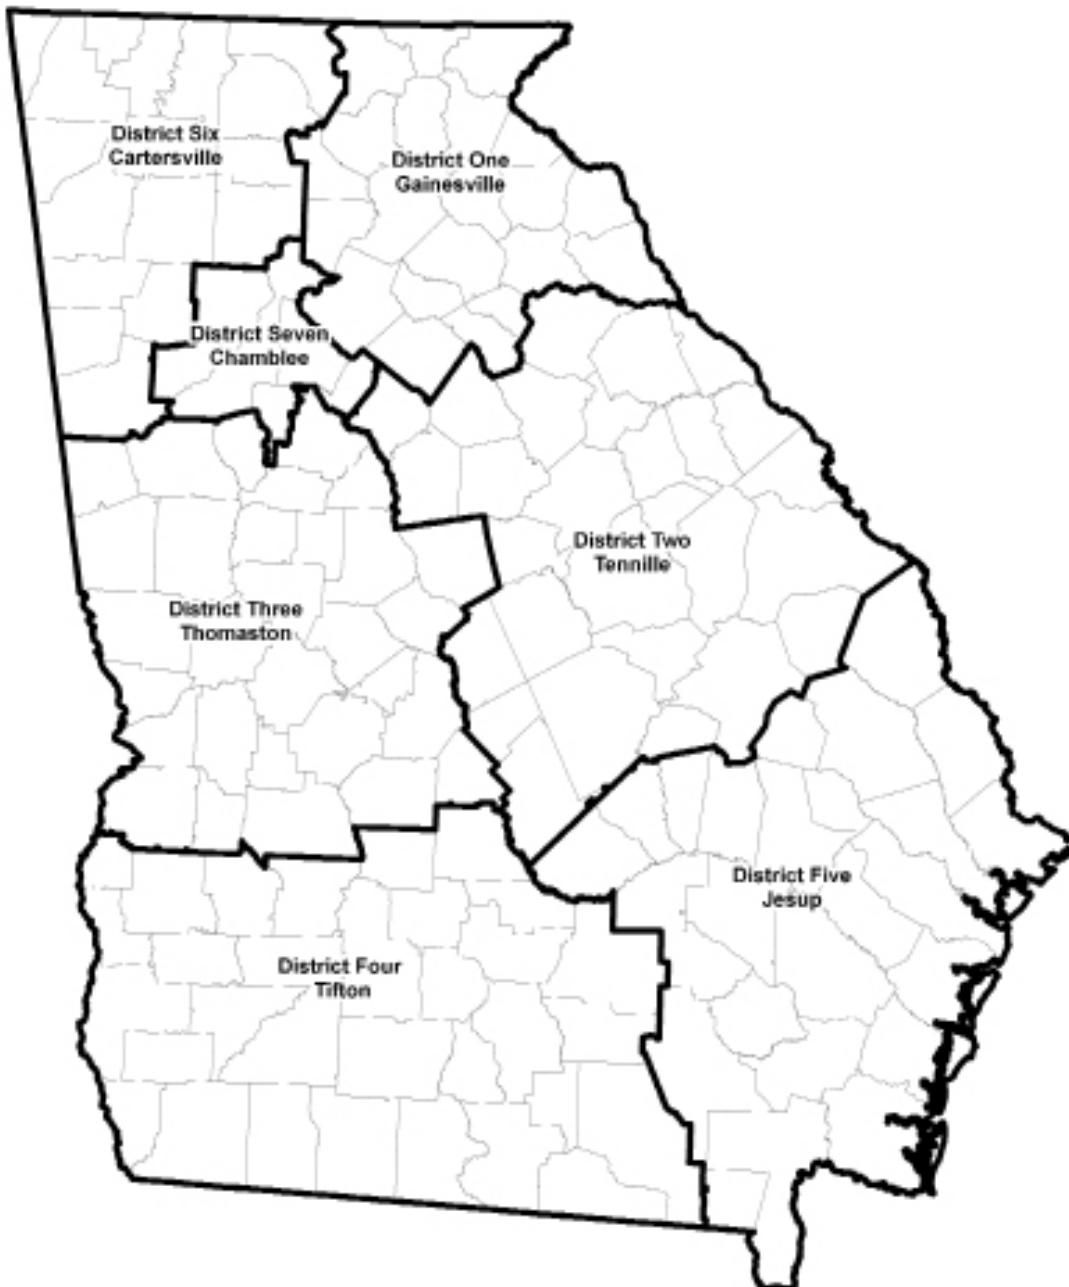 District Six
Cartersville
District One
Gainesville
District Seven
Chamblee
District Two
Tennille
District Three
Thomaston
District Five
Jesup
District Four
Tifton